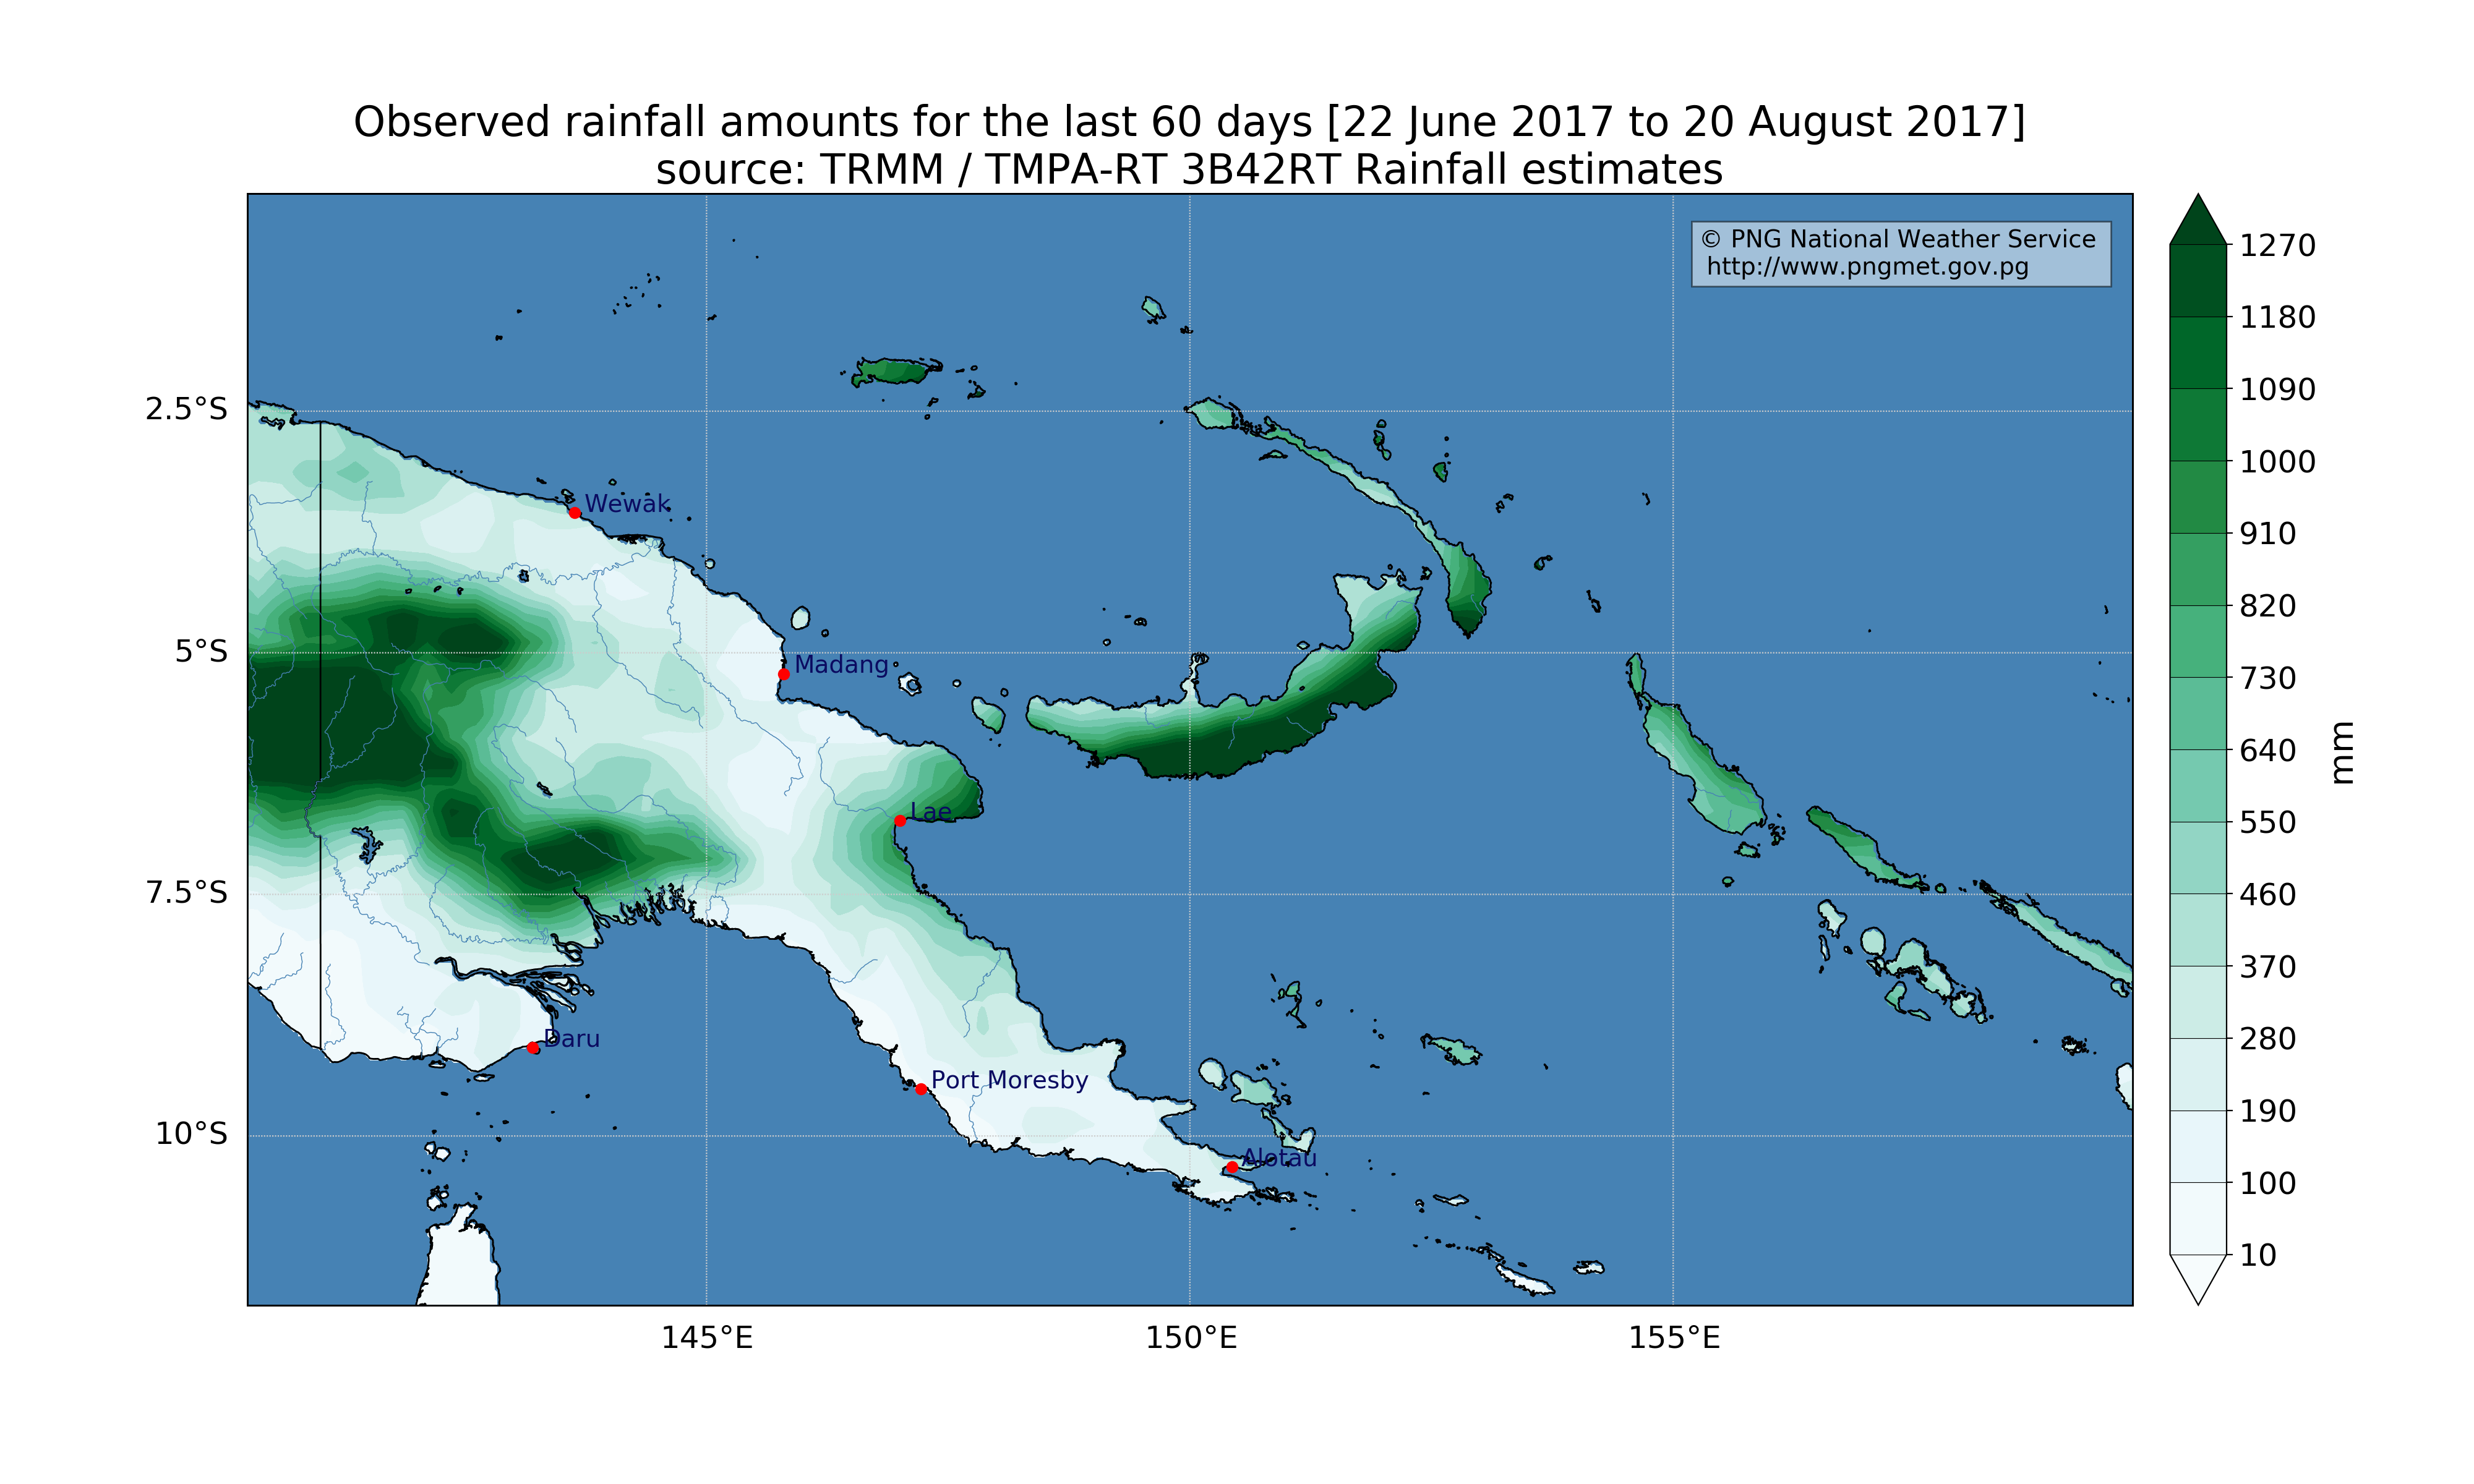 Observed rainfall amounts for the last 60 days [22 June 2017 to 20 August 2017]
source: TRMM / TMPA-RT 3B42RT Rainfall estimates
© PNG National Weather Service
http://www.pngmet.gov.pg
1270
1180
1090
1000
910
820
730
640
550
460
370
280
190
100
10
mm
2.5°S
5°S
7.5°S
10°S
Wewak
Madang
Lae
Daru
Port Moresby
Alotau
145°E
150°E
155°E